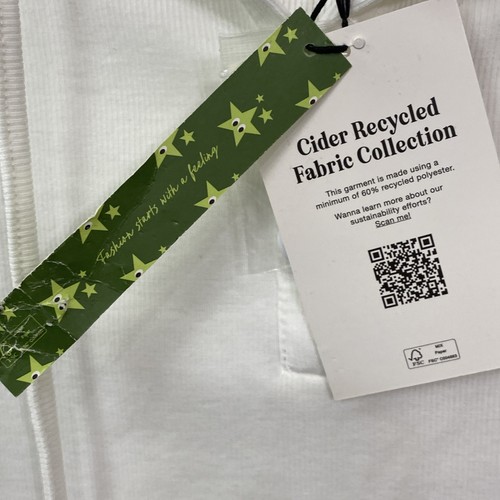 Fashion starts with a feeling
Cider Recycled
Fabric Collection
This garment is made using a
minimum of 60% recycled polyester.
Wanna learn more about our
sustainability efforts?
Scan me!
FSC
MIX
Paper